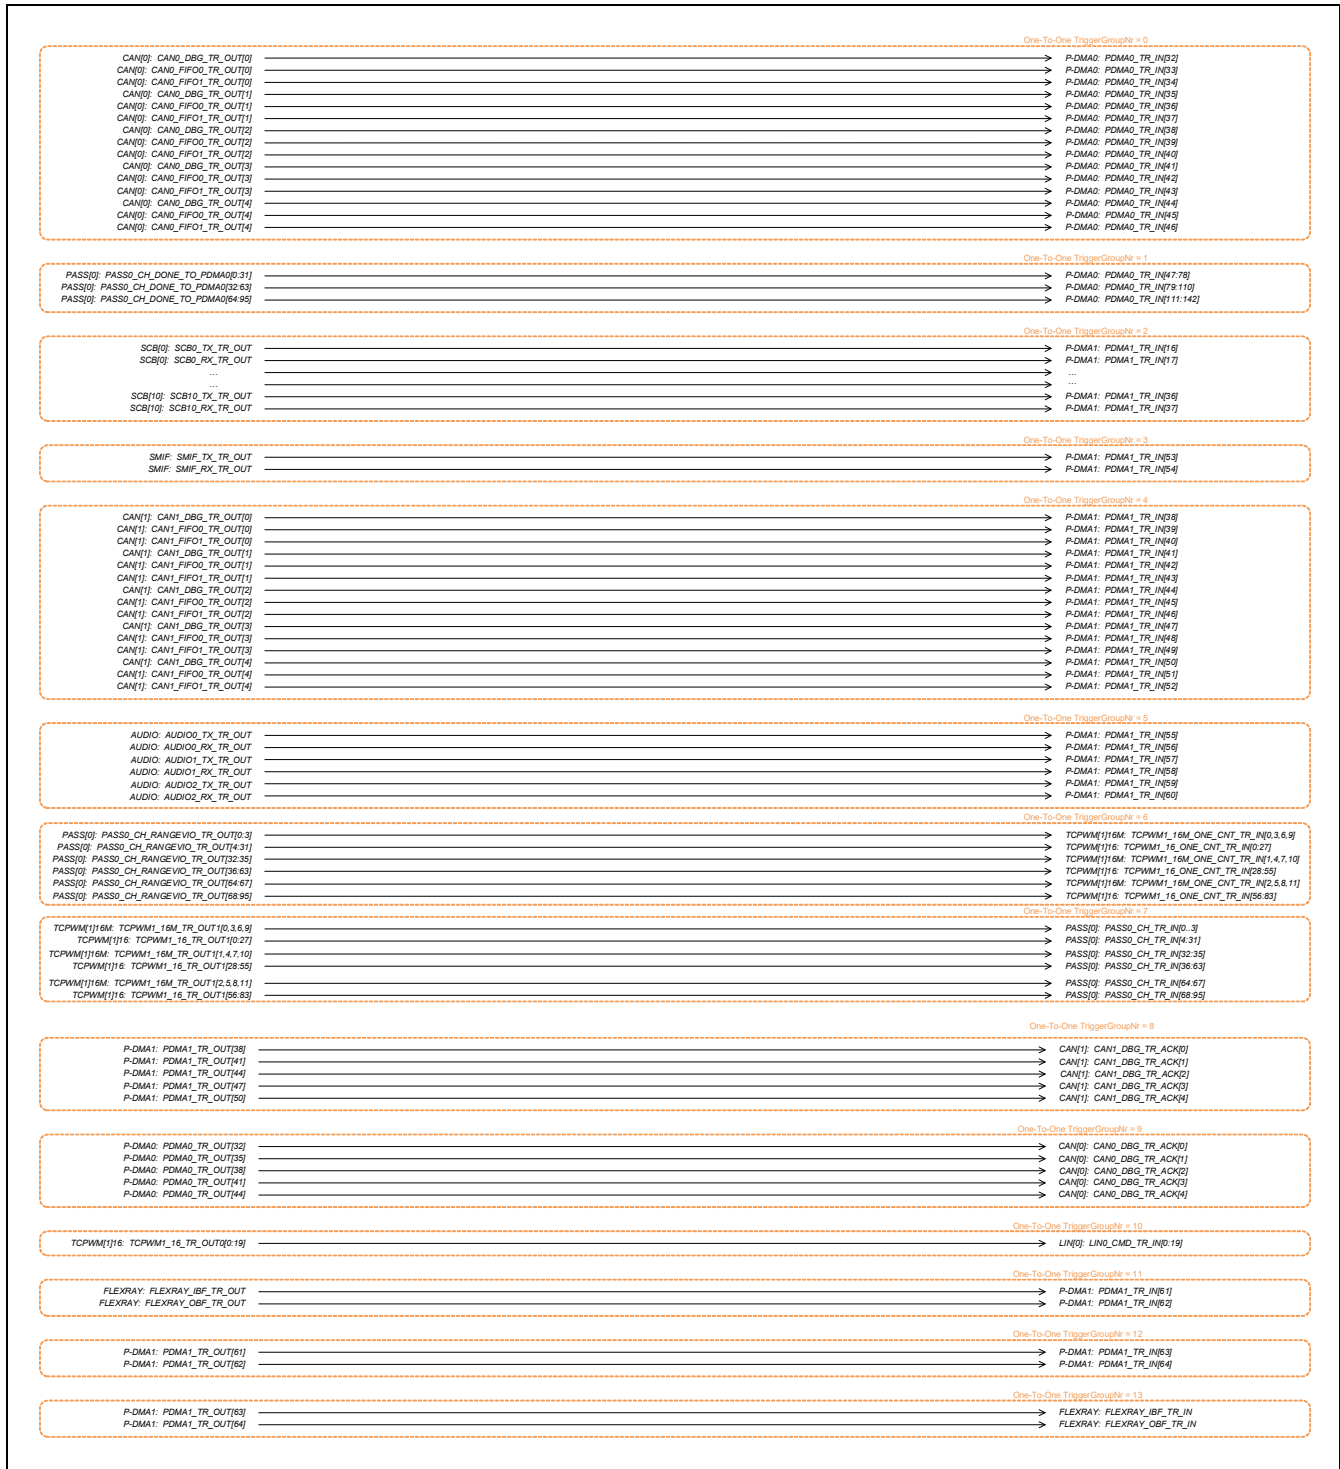 One-To-One TriggerGroupNr = 0
CAN[0]: CAN0_DBG_TR_OUT[0] P-DMA0: PDMA0_TR_IN[32]
CAN[0]: CAN0_FIFO0_TR_OUT[0] P-DMA0: PDMA0_TR_IN[33]
CAN[0]: CAN0_FIFO1_TR_OUT[0] P-DMA0: PDMA0_TR_IN[34]
CAN[0]: CAN0_DBG_TR_OUT[1] P-DMA0: PDMA0_TR_IN[35]
CAN[0]: CAN0_FIFO0_TR_OUT[1] P-DMA0: PDMA0_TR_IN[36]
CAN[0]: CAN0_FIFO1_TR_OUT[1] P-DMA0: PDMA0_TR_IN[37]
CAN[0]: CAN0_DBG_TR_OUT[2] P-DMA0: PDMA0_TR_IN[38]
CAN[0]: CAN0_FIFO0_TR_OUT[2] P-DMA0: PDMA0_TR_IN[39]
CAN[0]: CAN0_FIFO1_TR_OUT[2] P-DMA0: PDMA0_TR_IN[40]
CAN[0]: CAN0_DBG_TR_OUT[3] P-DMA0: PDMA0_TR_IN[41]
CAN[0]: CAN0_FIFO0_TR_OUT[3] P-DMA0: PDMA0_TR_IN[42]
CAN[0]: CAN0_FIFO1_TR_OUT[3] P-DMA0: PDMA0_TR_IN[43]
CAN[0]: CAN0_DBG_TR_OUT[4] P-DMA0: PDMA0_TR_IN[44]
CAN[0]: CAN0_FIFO0_TR_OUT[4] P-DMA0: PDMA0_TR_IN[45]
CAN[0]: CAN0_FIFO1_TR_OUT[4] P-DMA0: PDMA0_TR_IN[46]
One-To-One TriggerGroupNr = 1
PASS[0]: PASS0_CH_DONE_TO_PDMA0[0:31] P-DMA0: PDMA0_TR_IN[47:78]
PASS[0]: PASS0_CH_DONE_TO_PDMA0[32:63] P-DMA0: PDMA0_TR_IN[79:110]
PASS[0]: PASS0_CH_DONE_TO_PDMA0[64:95] P-DMA0: PDMA0_TR_IN[111:142]
One-To-One TriggerGroupNr = 2
SCB[0]: SCB0_TX_TR_OUT P-DMA1: PDMA1_TR_IN[16]
SCB[0]: SCB0_RX_TR_OUT P-DMA1: PDMA1_TR_IN[17]
... ...
... ...
SCB[10]: SCB10_TX_TR_OUT P-DMA1: PDMA1_TR_IN[36]
SCB[10]: SCB10_RX_TR_OUT P-DMA1: PDMA1_TR_IN[37]
One-To-One TriggerGroupNr = 3
SMIF: SMIF_TX_TR_OUT P-DMA1: PDMA1_TR_IN[53]
SMIF: SMIF_RX_TR_OUT P-DMA1: PDMA1_TR_IN[54]
One-To-One TriggerGroupNr = 4
CAN[1]: CAN1_DBG_TR_OUT[0] P-DMA1: PDMA1_TR_IN[38]
CAN[1]: CAN1_FIFO0_TR_OUT[0] P-DMA1: PDMA1_TR_IN[39]
CAN[1]: CAN1_FIFO1_TR_OUT[0] P-DMA1: PDMA1_TR_IN[40]
CAN[1]: CAN1_DBG_TR_OUT[1] P-DMA1: PDMA1_TR_IN[41]
CAN[1]: CAN1_FIFO0_TR_OUT[1] P-DMA1: PDMA1_TR_IN[42]
CAN[1]: CAN1_FIFO1_TR_OUT[1] P-DMA1: PDMA1_TR_IN[43]
CAN[1]: CAN1_DBG_TR_OUT[2] P-DMA1: PDMA1_TR_IN[44]
CAN[1]: CAN1_FIFO0_TR_OUT[2] P-DMA1: PDMA1_TR_IN[45]
CAN[1]: CAN1_FIFO1_TR_OUT[2] P-DMA1: PDMA1_TR_IN[46]
CAN[1]: CAN1_DBG_TR_OUT[3] P-DMA1: PDMA1_TR_IN[47]
CAN[1]: CAN1_FIFO0_TR_OUT[3] P-DMA1: PDMA1_TR_IN[48]
CAN[1]: CAN1_FIFO1_TR_OUT[3] P-DMA1: PDMA1_TR_IN[49]
CAN[1]: CAN1_DBG_TR_OUT[4] P-DMA1: PDMA1_TR_IN[50]
CAN[1]: CAN1_FIFO0_TR_OUT[4] P-DMA1: PDMA1_TR_IN[51]
CAN[1]: CAN1_FIFO1_TR_OUT[4] P-DMA1: PDMA1_TR_IN[52]
One-To-One TriggerGroupNr = 5
AUDIO: AUDIO0_TX_TR_OUT P-DMA1: PDMA1_TR_IN[55]
AUDIO: AUDIO0_RX_TR_OUT P-DMA1: PDMA1_TR_IN[56]
AUDIO: AUDIO1_TX_TR_OUT P-DMA1: PDMA1_TR_IN[57]
AUDIO: AUDIO1_RX_TR_OUT P-DMA1: PDMA1_TR_IN[58]
AUDIO: AUDIO2_TX_TR_OUT P-DMA1: PDMA1_TR_IN[59]
AUDIO: AUDIO2_RX_TR_OUT P-DMA1: PDMA1_TR_IN[60]
One-To-One TriggerGroupNr = 6
PASS[0]: PASS0_CH_RANGEVIO_TR_OUT[0:3] TCPWM[1]16M: TCPWM1_16M_ONE_CNT_TR_IN[0,3,6,9]
PASS[0]: PASS0_CH_RANGEVIO_TR_OUT[4:31] TCPWM[1]16: TCPWM1_16_ONE_CNT_TR_IN[0:27]
PASS[0]: PASS0_CH_RANGEVIO_TR_OUT[32:35] TCPWM[1]16M: TCPWM1_16M_ONE_CNT_TR_IN[1,4,7,10]
PASS[0]: PASS0_CH_RANGEVIO_TR_OUT[36:63] TCPWM[1]16: TCPWM1_16_ONE_CNT_TR_IN[28:55]
PASS[0]: PASS0_CH_RANGEVIO_TR_OUT[64:67] TCPWM[1]16M: TCPWM1_16M_ONE_CNT_TR_IN[2,5,8,11]
PASS[0]: PASS0_CH_RANGEVIO_TR_OUT[68:95] TCPWM[1]16: TCPWM1_16_ONE_CNT_TR_IN[56:83]
One-To-One TriggerGroupNr = 7
TCPWM[1]16M: TCPWM1_16M_TR_OUT1[0,3,6,9] PASS[0]: PASS0_CH_TR_IN[0..3]
TCPWM[1]16: TCPWM1_16_TR_OUT1[0:27] PASS[0]: PASS0_CH_TR_IN[4:31]
TCPWM[1]16M: TCPWM1_16M_TR_OUT1[1,4,7,10] PASS[0]: PASS0_CH_TR_IN[32:35]
TCPWM[1]16: TCPWM1_16_TR_OUT1[28:55] PASS[0]: PASS0_CH_TR_IN[36:63]
TCPWM[1]16M: TCPWM1_16M_TR_OUT1[2,5,8,11] PASS[0]: PASS0_CH_TR_IN[64:67]
TCPWM[1]16: TCPWM1_16_TR_OUT1[56:83] PASS[0]: PASS0_CH_TR_IN[68:95]
One-To-One TriggerGroupNr = 8
P-DMA1: PDMA1_TR_OUT[38] CAN[1]: CAN1_DBG_TR_ACK[0]
P-DMA1: PDMA1_TR_OUT[41] CAN[1]: CAN1_DBG_TR_ACK[1]
P-DMA1: PDMA1_TR_OUT[44] CAN[1]: CAN1_DBG_TR_ACK[2]
P-DMA1: PDMA1_TR_OUT[47] CAN[1]: CAN1_DBG_TR_ACK[3]
P-DMA1: PDMA1_TR_OUT[50] CAN[1]: CAN1_DBG_TR_ACK[4]
One-To-One TriggerGroupNr = 9
P-DMA0: PDMA0_TR_OUT[32] CAN[0]: CAN0_DBG_TR_ACK[0]
P-DMA0: PDMA0_TR_OUT[35] CAN[0]: CAN0_DBG_TR_ACK[1]
P-DMA0: PDMA0_TR_OUT[38] CAN[0]: CAN0_DBG_TR_ACK[2]
P-DMA0: PDMA0_TR_OUT[41] CAN[0]: CAN0_DBG_TR_ACK[3]
P-DMA0: PDMA0_TR_OUT[44] CAN[0]: CAN0_DBG_TR_ACK[4]
One-To-One TriggerGroupNr = 10
TCPWM[1]16: TCPWM1_16_TR_OUT0[0:19] LIN[0]: LIN0_CMD_TR_IN[0:19]
One-To-One TriggerGroupNr = 11
FLEXRAY: FLEXRAY_IBF_TR_OUT P-DMA1: PDMA1_TR_IN[61]
FLEXRAY: FLEXRAY_OBF_TR_OUT P-DMA1: PDMA1_TR_IN[62]
One-To-One TriggerGroupNr = 12
P-DMA1: PDMA1_TR_OUT[61] P-DMA1: PDMA1_TR_IN[63]
P-DMA1: PDMA1_TR_OUT[62] P-DMA1: PDMA1_TR_IN[64]
One-To-One TriggerGroupNr = 13
P-DMA1: PDMA1_TR_OUT[63] FLEXRAY: FLEXRAY_IBF_TR_IN
P-DMA1: PDMA1_TR_OUT[64] FLEXRAY: FLEXRAY_OBF_TR_IN